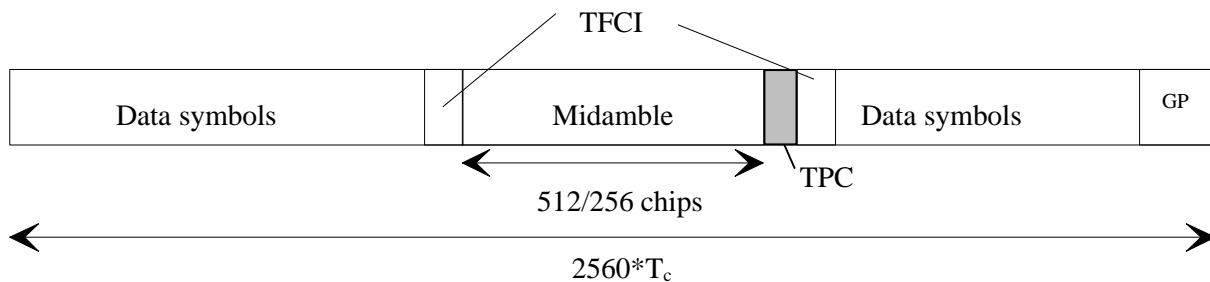 TFCI
Data symbols
Midamble
Data symbols
GP
TPC
512/256 chips
2560*Tc